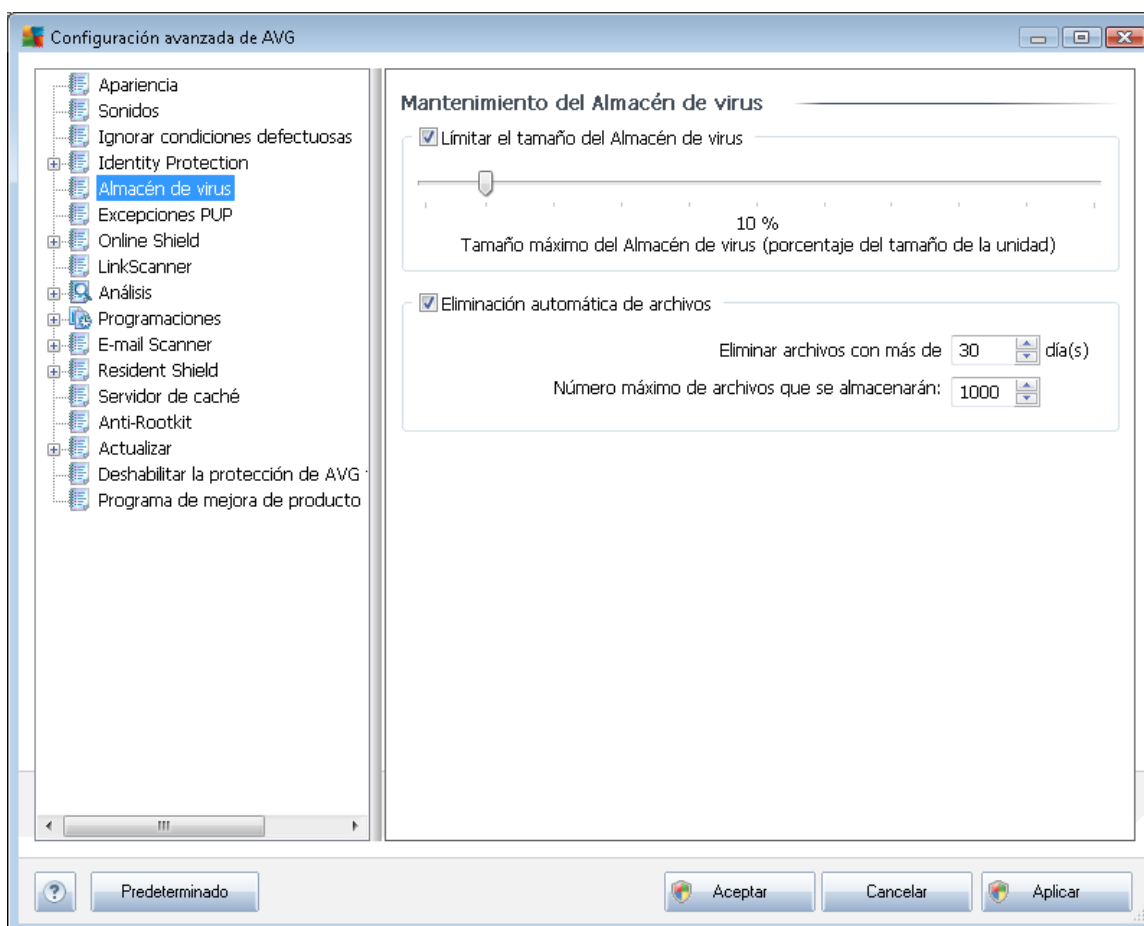 Configuración avanzada de AVG
Apariencia
Sonidos
Ignorar condiciones defectuosas
Identity Protection
Almacén de virus
Excepciones PUP
Online Shield
LinkScanner
Análisis
Programaciones
E-mail Scanner
Resident Shield
Servidor de caché
Anti-Rootkit
Actualizar
Deshabilitar la protección de AVG
Programa de mejora de producto
Mantenimiento del Almacén de virus
Límitar el tamaño del Almacén de virus
10 %
Tamaño máximo del Almacén de virus (porcentaje del tamaño de la unidad)
Eliminación automática de archivos
Eliminar archivos con más de 30 día(s)
Número máximo de archivos que se almacenarán: 1000
? Predeterminado Aceptar Cancelar Aplicar